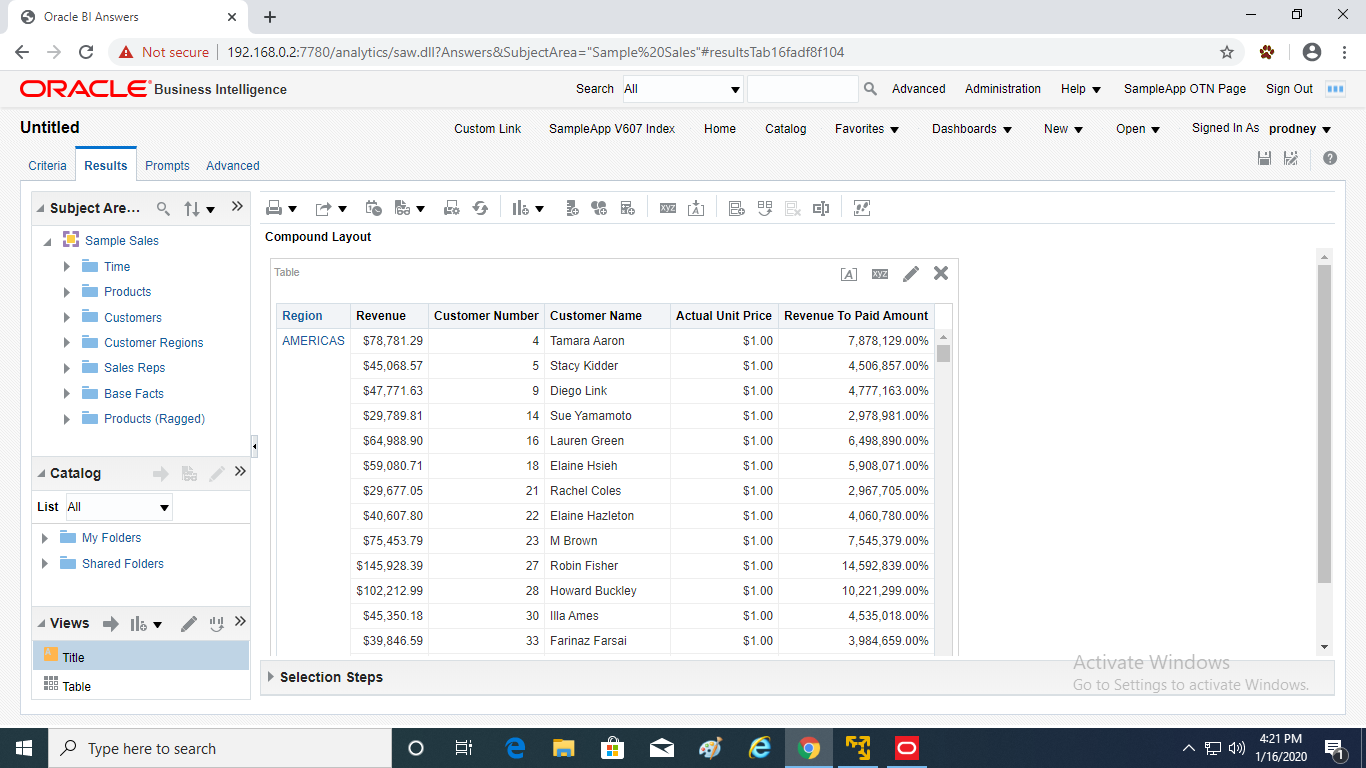 Oracle BI Answers
Not secure 192.168.0.2:7780/analytics/saw.dll?Answers&SubjectArea="Sample%20Sales"#resultsTab16fadf8f104
ORACLE Business Intelligence Search All Advanced Administration Help SampleApp OTN Page Sign Out
Untitled Custom Link SampleApp V607 Index Home Catalog Favorites Dashboards New Open Signed In As prodney
Criteria Results Prompts Advanced
Subject Are...
Sample Sales
Time
Products
Customers
Customer Regions
Sales Reps
Base Facts
Products (Ragged)
Catalog
List All
My Folders
Shared Folders
Views
Title
Table
Compound Layout
Table
Region Revenue Customer Number Customer Name Actual Unit Price Revenue To Paid Amount
AMERICAS $78,781.29 4 Tamara Aaron $1.00 7,878,129.00%
$45,068.57 5 Stacy Kidder $1.00 4,506,857.00%
$47,771.63 9 Diego Link $1.00 4,777,163.00%
$29,789.81 14 Sue Yamamoto $1.00 2,978,981.00%
$64,988.90 16 Lauren Green $1.00 6,498,890.00%
$59,080.71 18 Elaine Hsieh $1.00 5,908,071.00%
$29,677.05 21 Rachel Coles $1.00 2,967,705.00%
$40,607.80 22 Elaine Hazleton $1.00 4,060,780.00%
$75,453.79 23 M Brown $1.00 7,545,379.00%
$145,928.39 27 Robin Fisher $1.00 14,592,839.00%
$102,212.99 28 Howard Buckley $1.00 10,221,299.00%
$45,350.18 30 Illa Ames $1.00 4,535,018.00%
$39,846.59 33 Farinaz Farsai $1.00 3,984,659.00%
Selection Steps
Activate Windows
Go to Settings to activate Windows.
Type here to search
4:21 PM
1/16/2020
1